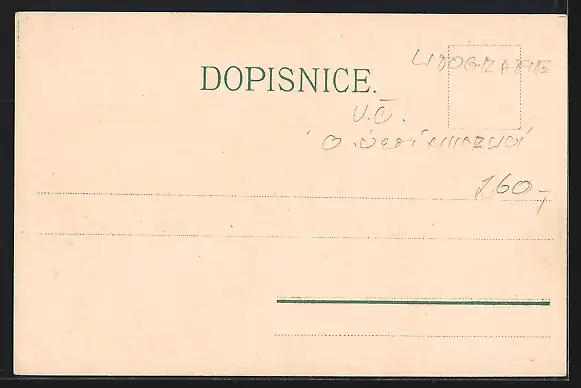 LITOGRAFIE
DOPISNICE.
V.Č.
160,-